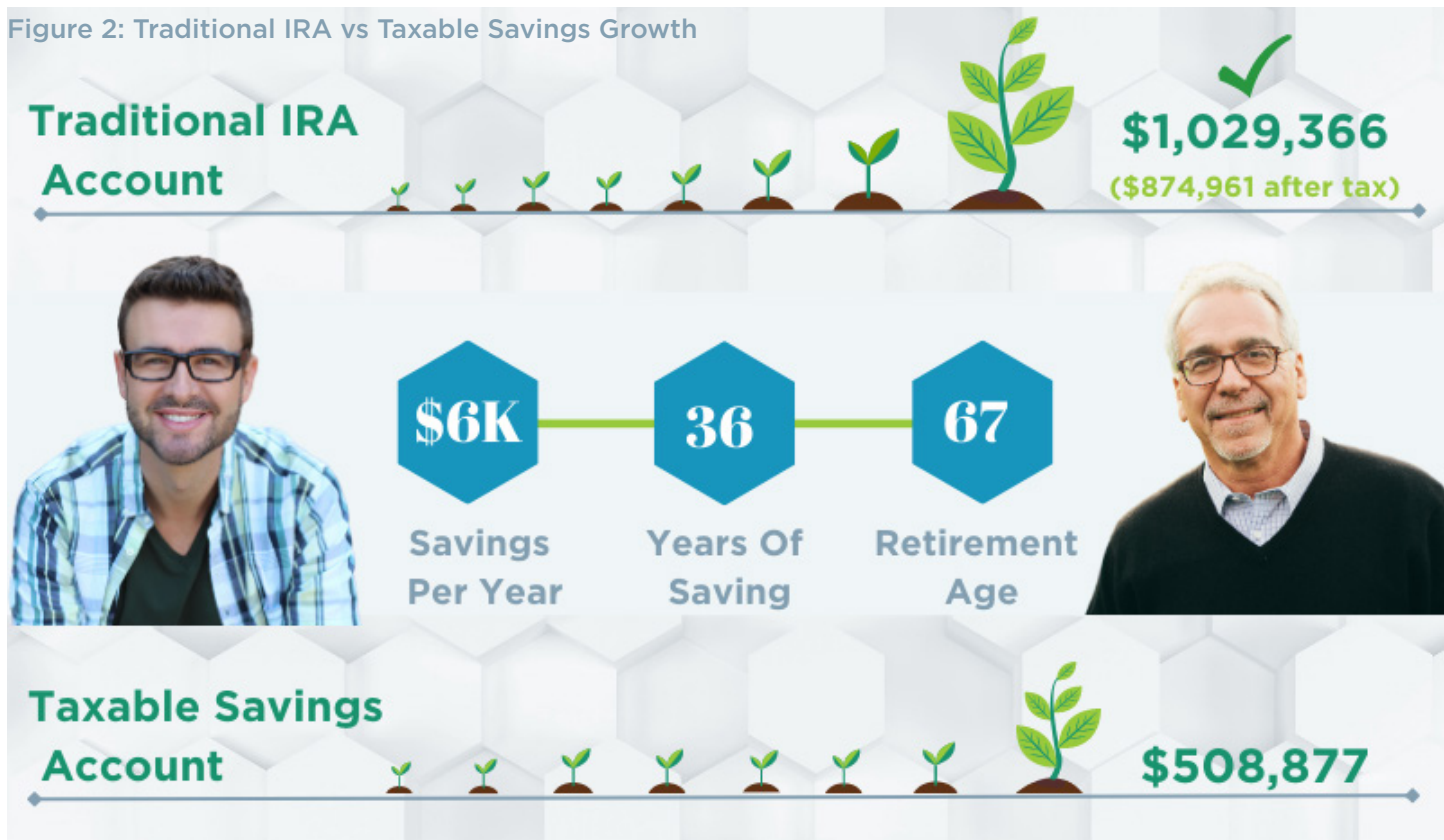 Figure 2: Traditional IRA vs Taxable Savings Growth
Traditional IRA
Account
$1,029,366
($874,961 after tax)
$6K
36
67
Savings
Per Year
Years Of
Saving
Retirement
Age
Taxable Savings
Account
$508,877